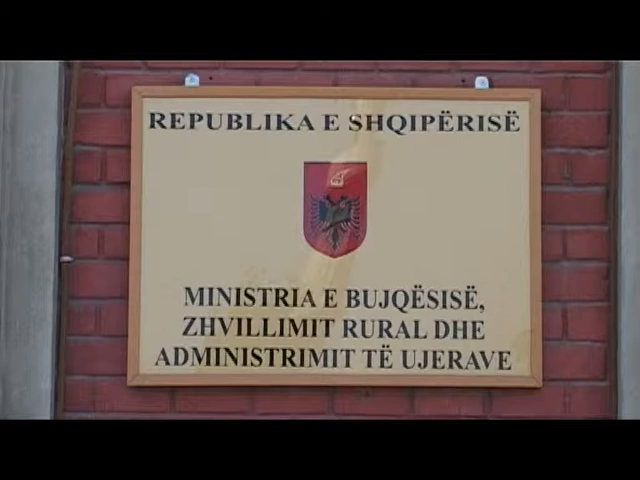 REPUBLIKA E SHQIPËRISË
MINISTRIA E BUJQËSISË,
ZHVILLIMIT RURAL DHE
ADMINISTRIMIT TË UJERAVE